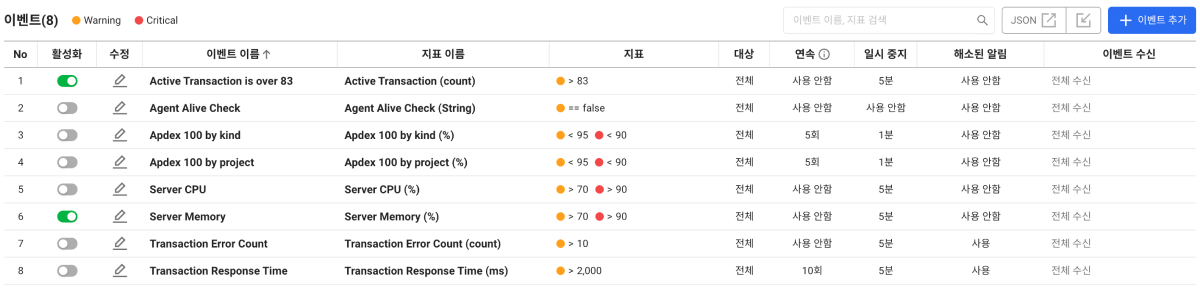 이벤트(8) Warning Critical 이벤트 이름, 지표 검색 JSON 이벤트 추가
No 활성화 수정 이벤트 이름 지표 이름 지표 대상 연속 일시 중지 해소된 알림 이벤트 수신
1 Active Transaction is over 83 Active Transaction (count) > 83 전체 사용 안함 5분 사용 안함 전체 수신
2 Agent Alive Check Agent Alive Check (String) == false 전체 사용 안함 사용 안함 사용 안함 전체 수신
3 Apdex 100 by kind Apdex 100 by kind (%) < 95 < 90 전체 5회 1분 사용 안함 전체 수신
4 Apdex 100 by project Apdex 100 by project (%) < 95 < 90 전체 5회 1분 사용 안함 전체 수신
5 Server CPU Server CPU (%) > 70 > 90 전체 사용 안함 5분 사용 안함 전체 수신
6 Server Memory Server Memory (%) > 70 > 90 전체 사용 안함 5분 사용 안함 전체 수신
7 Transaction Error Count Transaction Error Count (count) > 10 전체 사용 안함 5분 사용 전체 수신
8 Transaction Response Time Transaction Response Time (ms) > 2,000 전체 10회 5분 사용 전체 수신